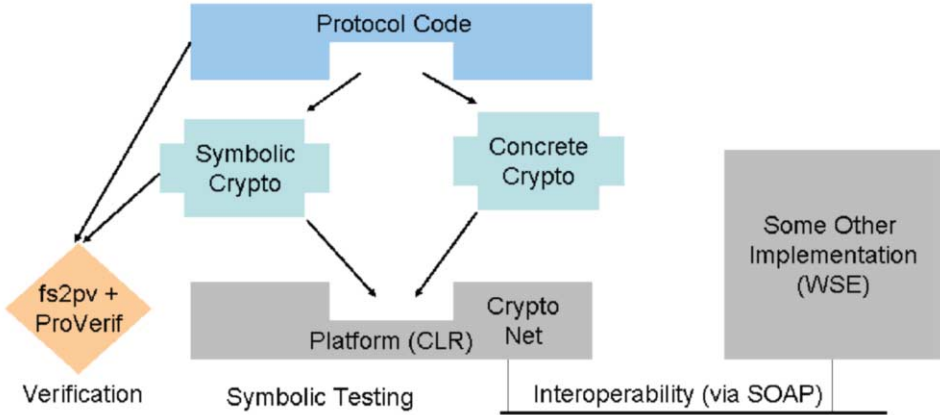 Protocol Code
Symbolic
Crypto
Concrete
Crypto
Some Other
Implementation
(WSE)
fs2pv +
ProVerif
Crypto
Net
Platform (CLR)
Verification
Symbolic Testing
Interoperability (via SOAP)